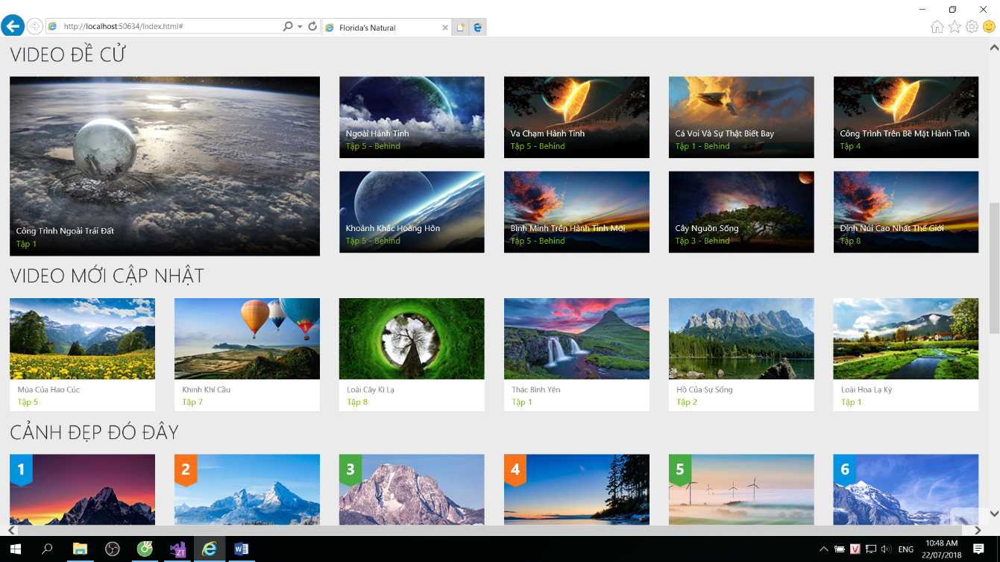 http://localhost:50634/Index.html#
Florida's Natural
VIDEO ĐỀ CỬ
Công Trình Ngoài Trái Đất
Tập 1
Ngoài Hành Tinh
Tập 5 - Behind
Va Chạm Hành Tinh
Tập 5 - Behind
Cá Voi Và Sự Thật Biết Bay
Tập 1 - Behind
Công Trình Trên Bề Mặt Hành Tinh
Tập 4
Khoảnh Khắc Hoàng Hôn
Tập 5 - Behind
Bình Minh Trên Hành Tinh Mới
Tập 5 - Behind
Cây Nguồn Sống
Tập 3 - Behind
Đỉnh Núi Cao Nhất Thế Giới
Tập 8
VIDEO MỚI CẬP NHẬT
Mùa Của Hao Cúc
Tập 5
Khinh Khí Cầu
Tập 7
Loài Cây Kì Lạ
Tập 8
Thác Bình Yên
Tập 1
Hồ Của Sự Sống
Tập 2
Loài Hoa Lạ Kỳ
Tập 1
CẢNH ĐẸP ĐÓ ĐÂY
1
2
3
4
5
6
ZT
V
ENG
10:48 AM
22/07/2018